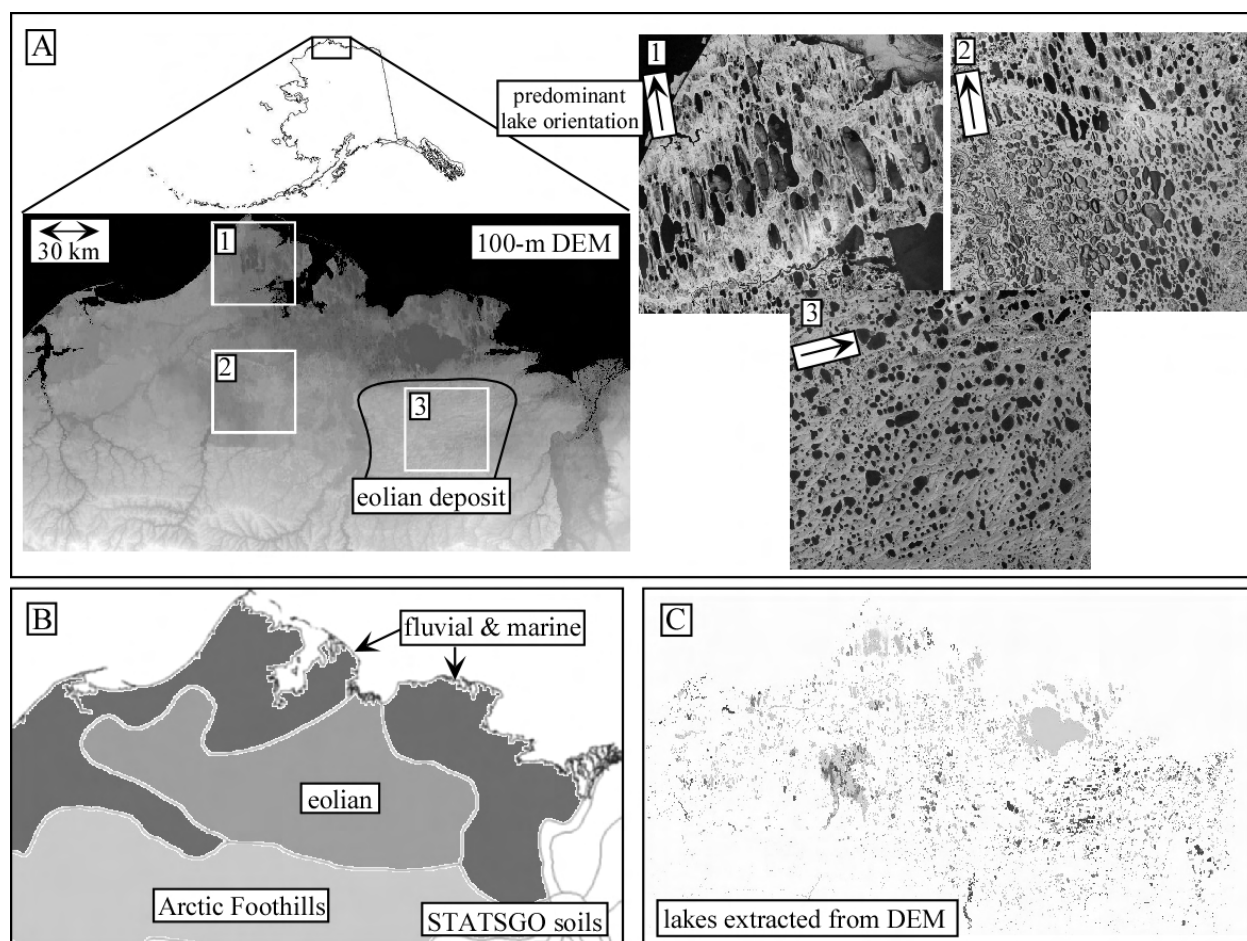 A
1
2
predominant
lake orientation
30 km
1
100-m DEM
2
3
3
eolian deposit
B
fluvial & marine
eolian
Arctic Foothills
STATSGO soils
C
lakes extracted from DEM